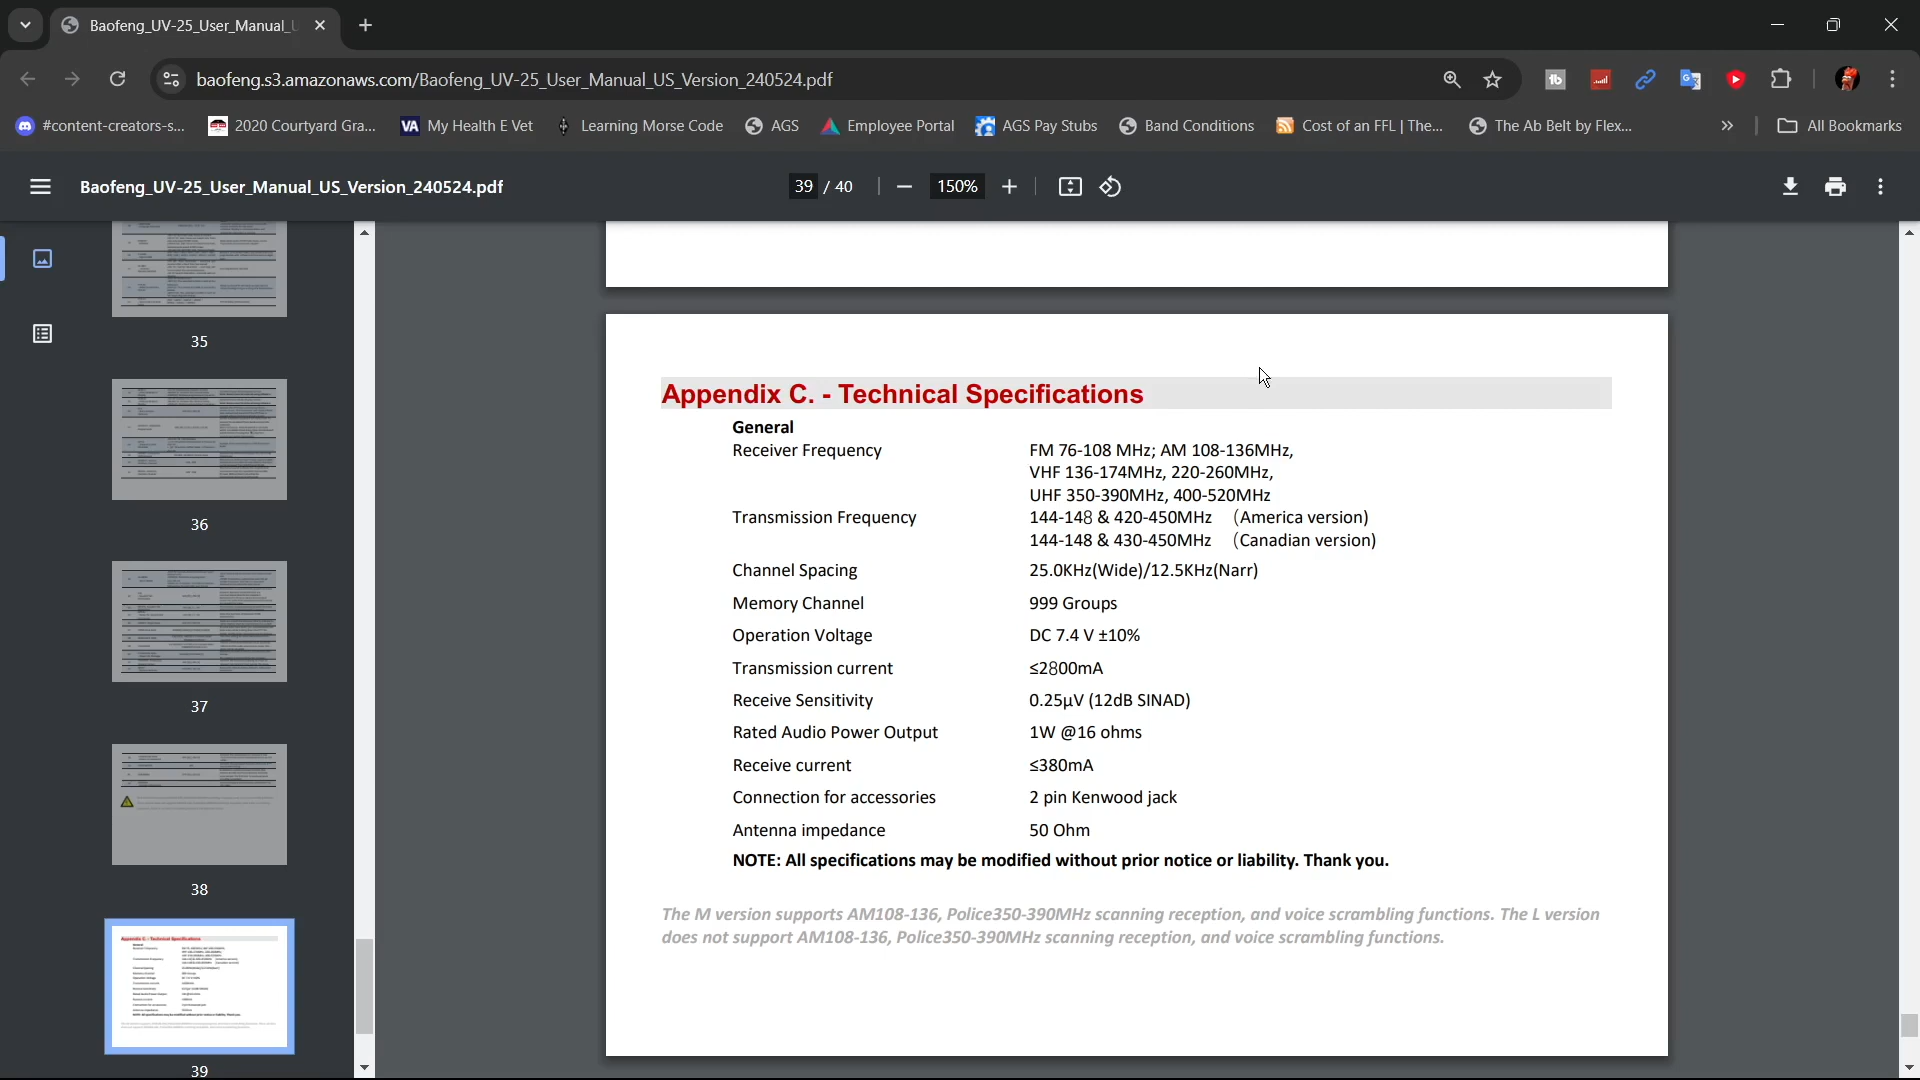 Baofeng_UV-25_User_Manual_U
baofeng.s3.amazonaws.com/Baofeng_UV-25_User_Manual_US_Version_240524.pdf
#content-creators-s... 2020 Courtyard Gra... VA My Health E Vet Learning Morse Code AGS Employee Portal AGS Pay Stubs Band Conditions Cost of an FFL | The... The Ab Belt by Flex... » All Bookmarks
Baofeng_UV-25_User_Manual_US_Version_240524.pdf 39 / 40 150%
35
36
37
38
39
Appendix C. - Technical Specifications
General
Receiver Frequency FM 76-108 MHz; AM 108-136MHz,
VHF 136-174MHz, 220-260MHz,
UHF 350-390MHz, 400-520MHz
Transmission Frequency 144-148 & 420-450MHz （America version)
144-148 & 430-450MHz （Canadian version)
Channel Spacing 25.0KHz(Wide)/12.5KHz(Narr)
Memory Channel 999 Groups
Operation Voltage DC 7.4 V ±10%
Transmission current ≤2800mA
Receive Sensitivity 0.25μV (12dB SINAD)
Rated Audio Power Output 1W @16 ohms
Receive current ≤380mA
Connection for accessories 2 pin Kenwood jack
Antenna impedance 50 Ohm
NOTE: All specifications may be modified without prior notice or liability. Thank you.
The M version supports AM108-136, Police350-390MHz scanning reception, and voice scrambling functions. The L version
does not support AM108-136, Police350-390MHz scanning reception, and voice scrambling functions.